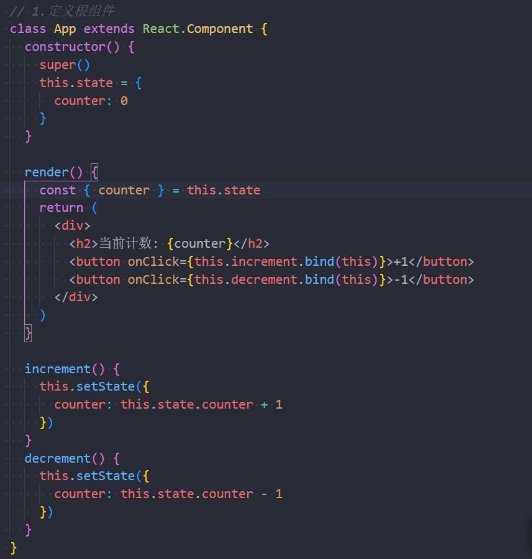 // 1.定义根组件
class App extends React.Component {
  constructor() {
    super()
    this.state = {
      counter: 0
    }
  }

  render() {
    const { counter } = this.state
    return (
      <div>
        <h2>当前计数: {counter}</h2>
        <button onClick={this.increment.bind(this)}>+1</button>
        <button onClick={this.decrement.bind(this)}>-1</button>
      </div>
    )
  }

  increment() {
    this.setState({
      counter: this.state.counter + 1
    })
  }
  decrement() {
    this.setState({
      counter: this.state.counter - 1
    })
  }
}